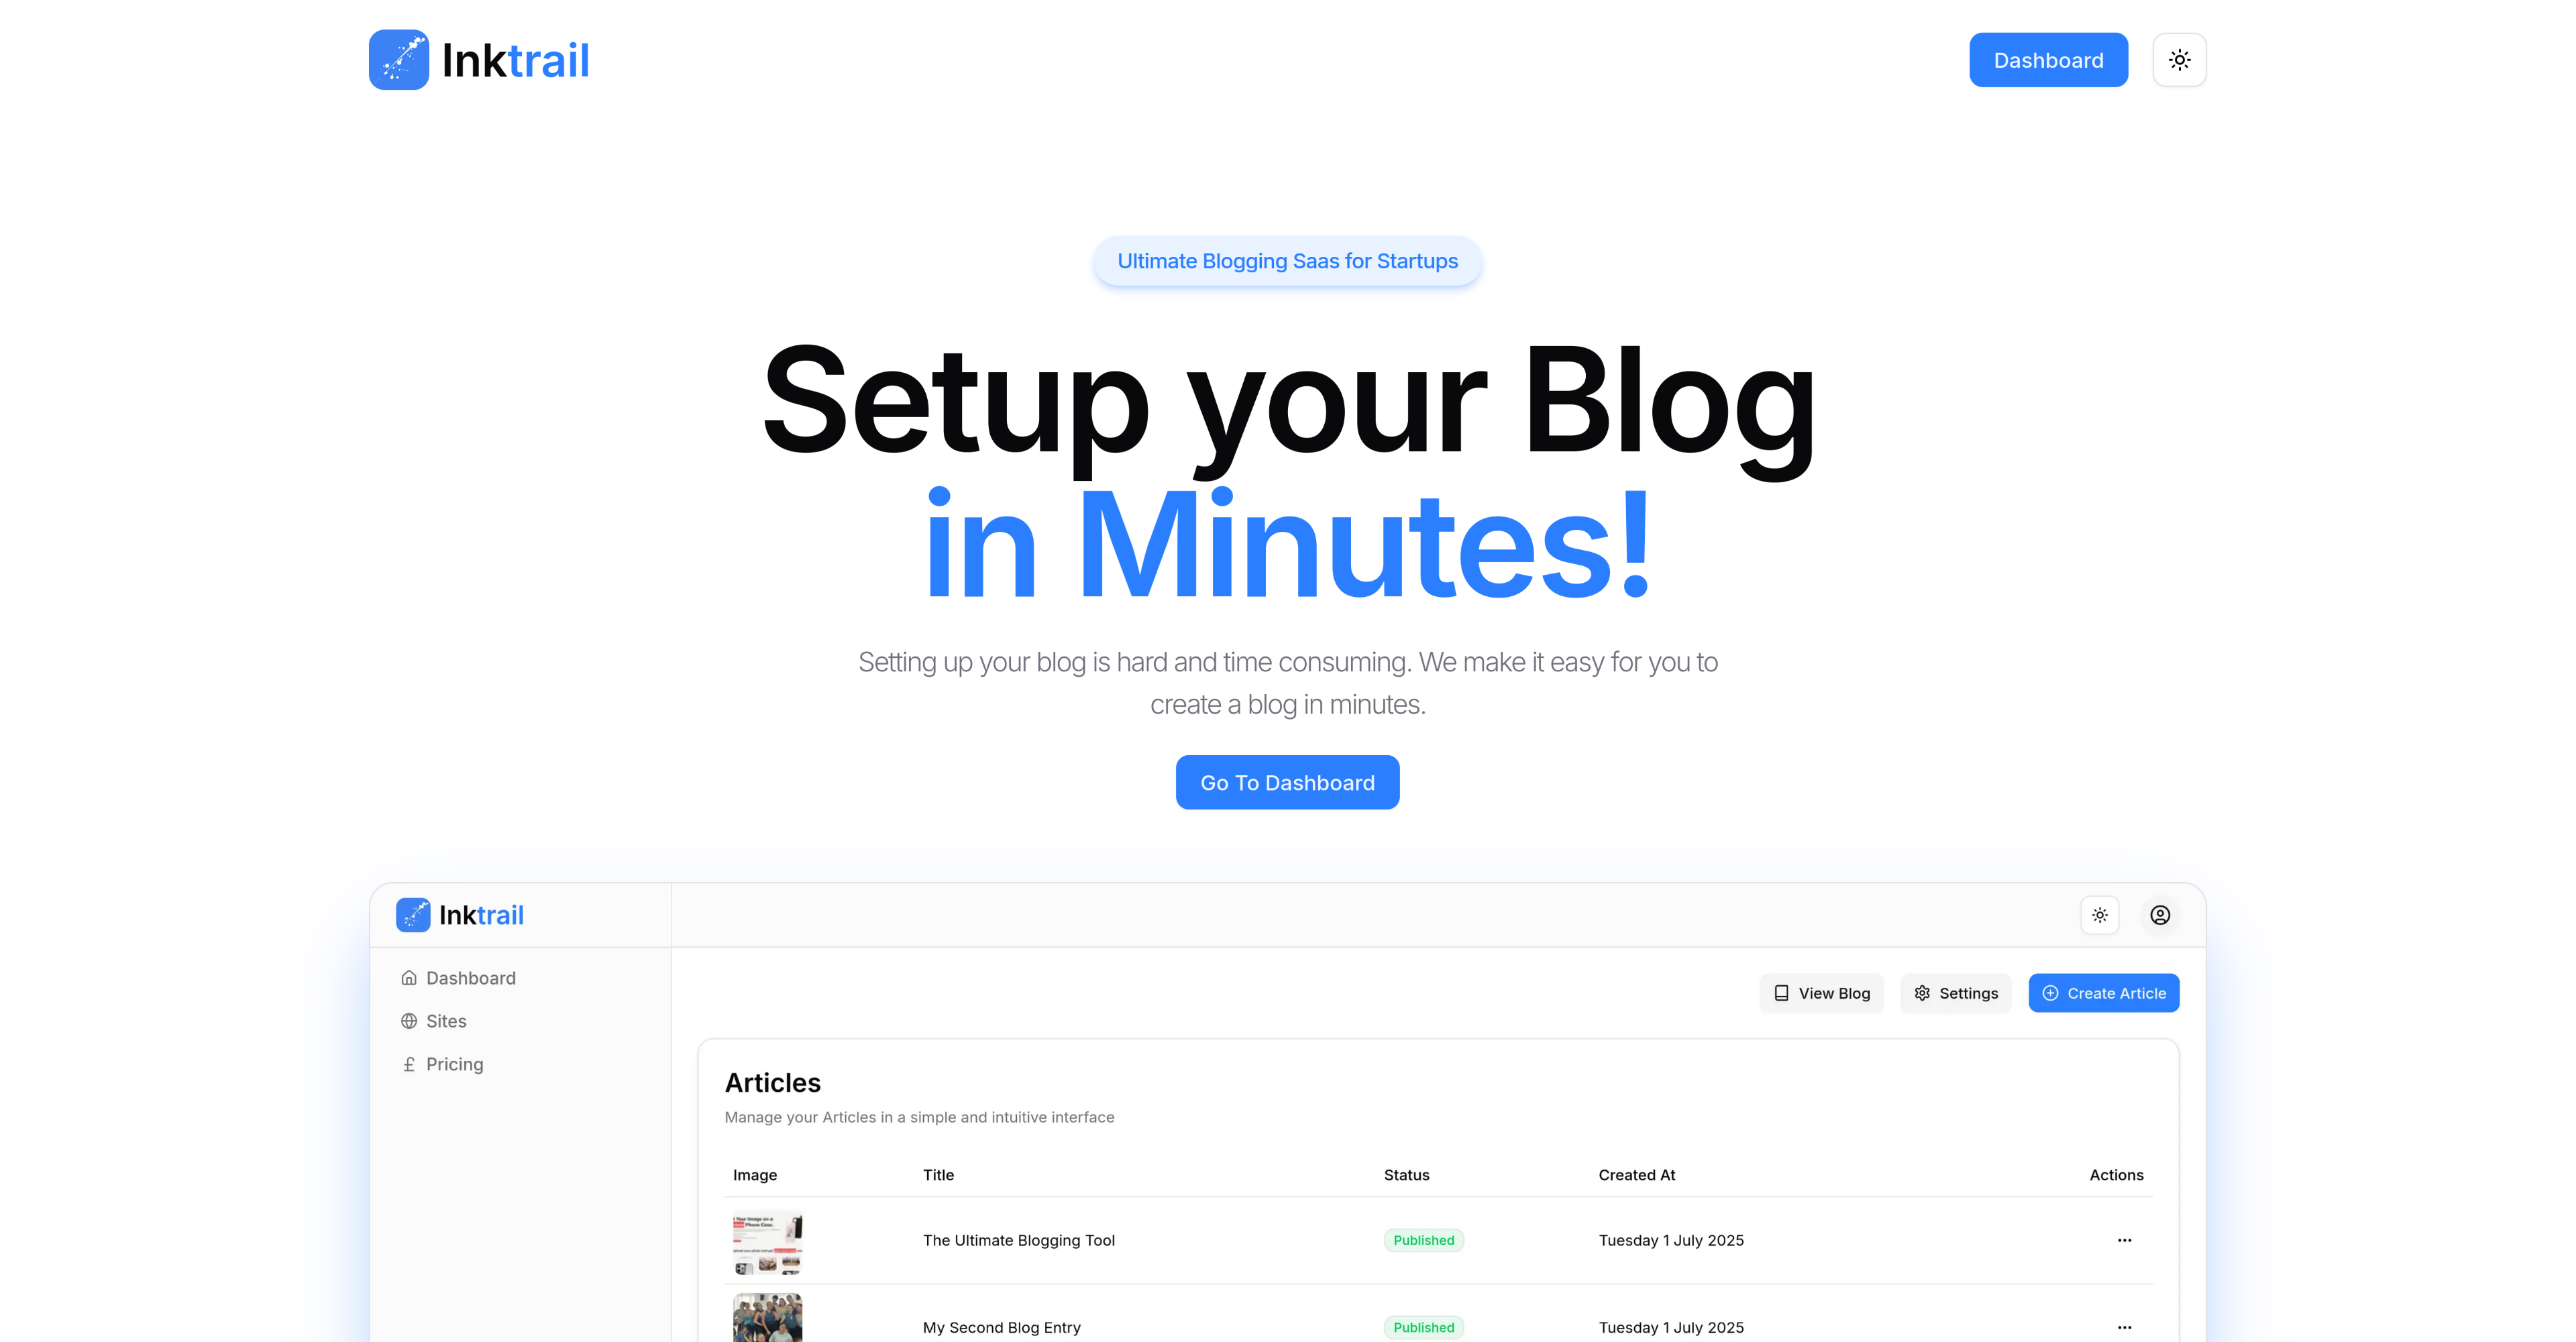 Inktrail
Dashboard
Ultimate Blogging Saas for Startups
Setup your Blog
in Minutes!
Setting up your blog is hard and time consuming. We make it easy for you to
create a blog in minutes.
Go To Dashboard
Inktrail
Dashboard
Sites
Pricing
View Blog Settings Create Article
Articles
Manage your Articles in a simple and intuitive interface
Image Title Status Created At Actions
The Ultimate Blogging Tool Published Tuesday 1 July 2025
My Second Blog Entry Published Tuesday 1 July 2025